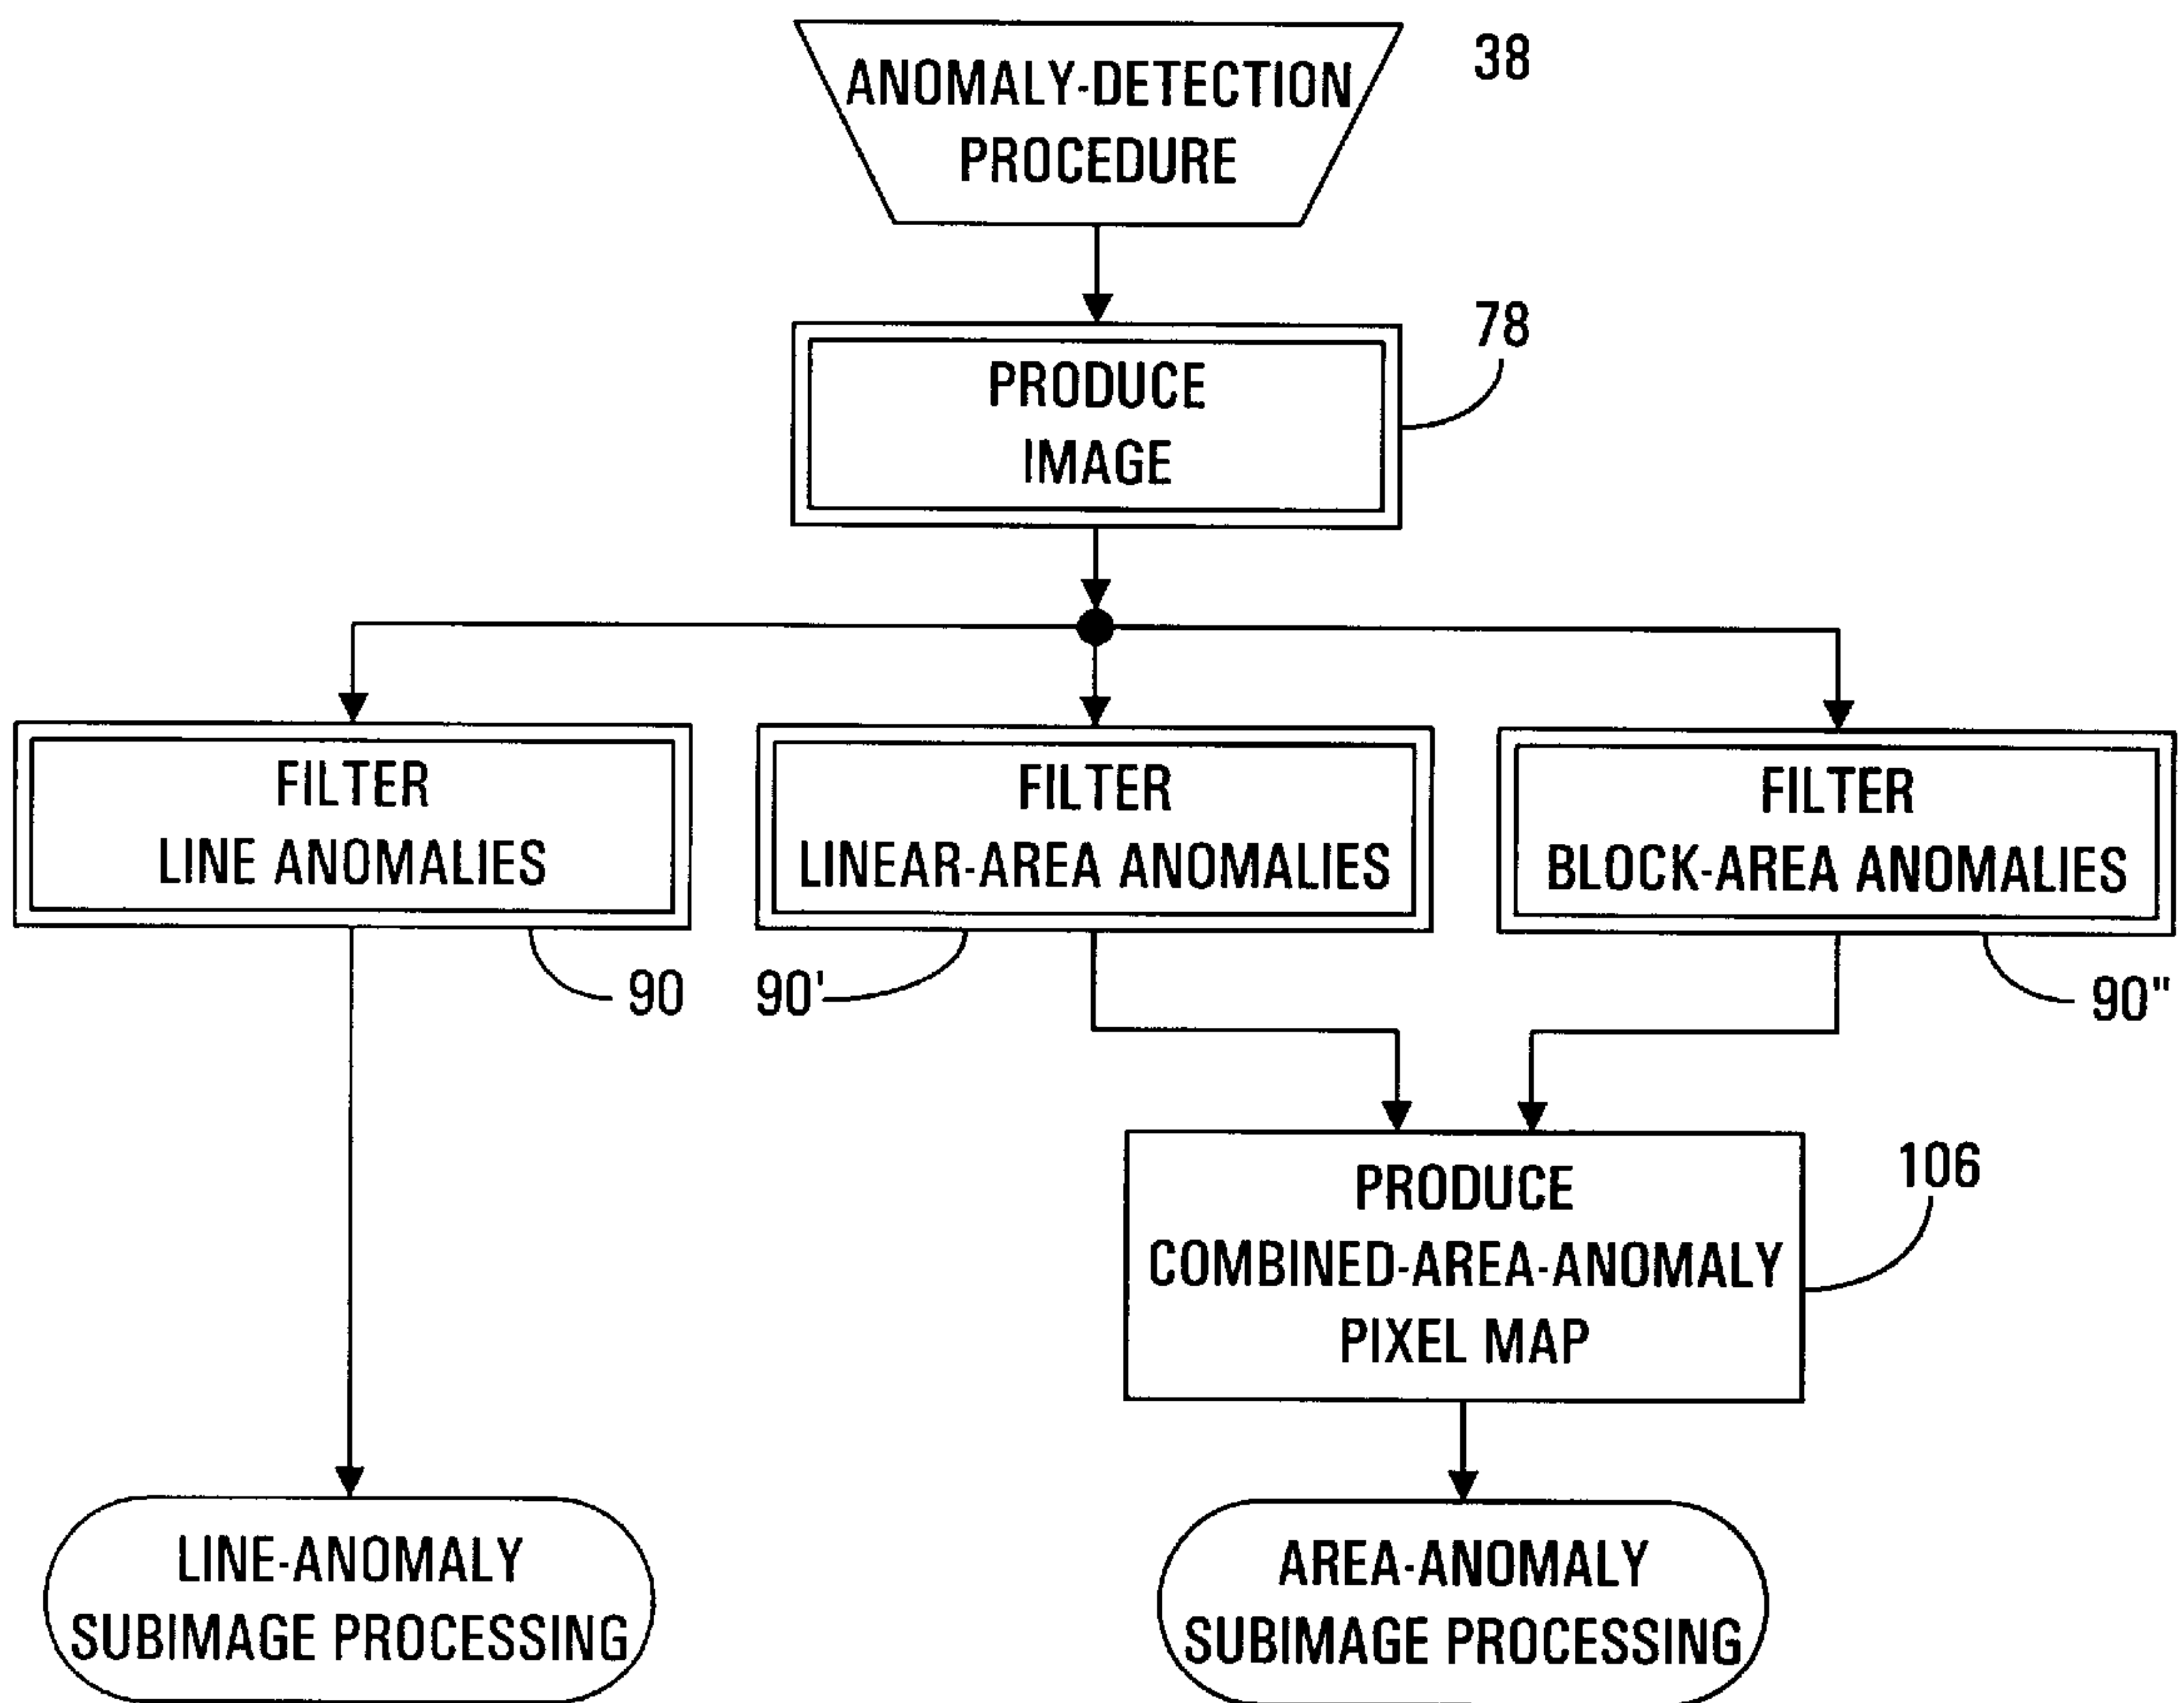 ANOMALY-DETECTION
PROCEDURE
38
PRODUCE
IMAGE
78
FILTER
LINE ANOMALIES
90
FILTER
LINEAR-AREA ANOMALIES
90'
FILTER
BLOCK-AREA ANOMALIES
90"
PRODUCE
COMBINED-AREA-ANOMALY
PIXEL MAP
106
LINE-ANOMALY
SUBIMAGE PROCESSING
AREA-ANOMALY
SUBIMAGE PROCESSING